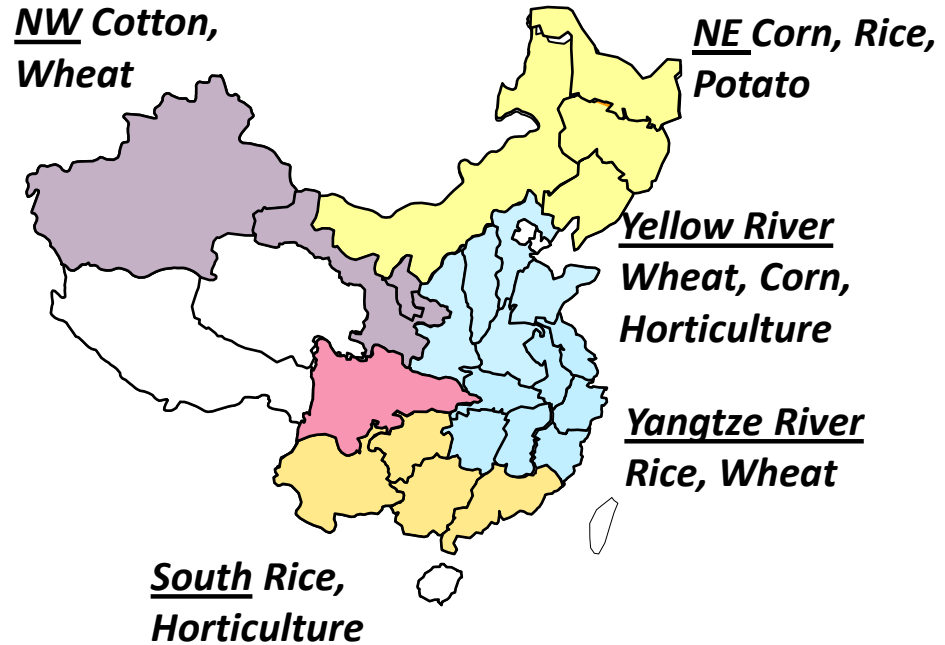 NW Cotton,
Wheat
NE Corn, Rice,
Potato
Yellow River
Wheat, Corn,
Horticulture
Yangtze River
Rice, Wheat
South Rice,
Horticulture